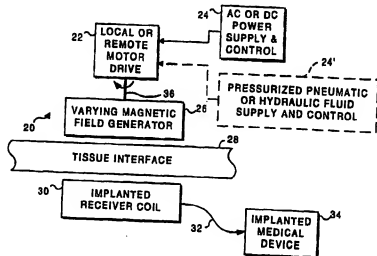 22
LOCAL OR
REMOTE
MOTOR
DRIVE
24
AC OR DC
POWER
SUPPLY &
CONTROL
24'
PRESSURIZED PNEUMATIC
OR HYDRAULIC FLUID
SUPPLY AND CONTROL
36
20
VARYING MAGNETIC
FIELD GENERATOR
26
28
TISSUE INTERFACE
30
IMPLANTED
RECEIVER COIL
32
IMPLANTED
MEDICAL
DEVICE
34